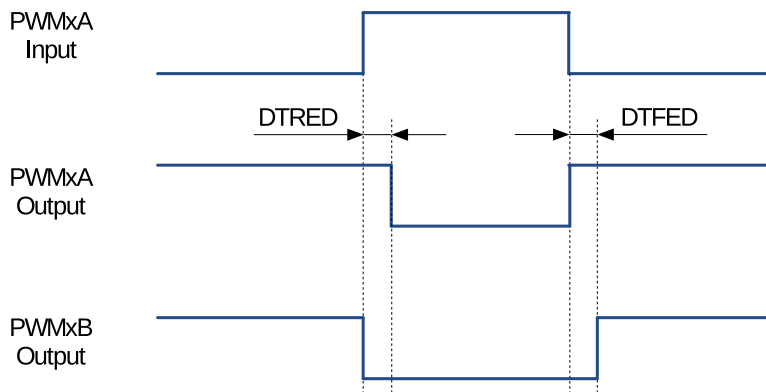 PWMxA
Input
DTRED
DTFED
PWMxA
Output
PWMxB
Output